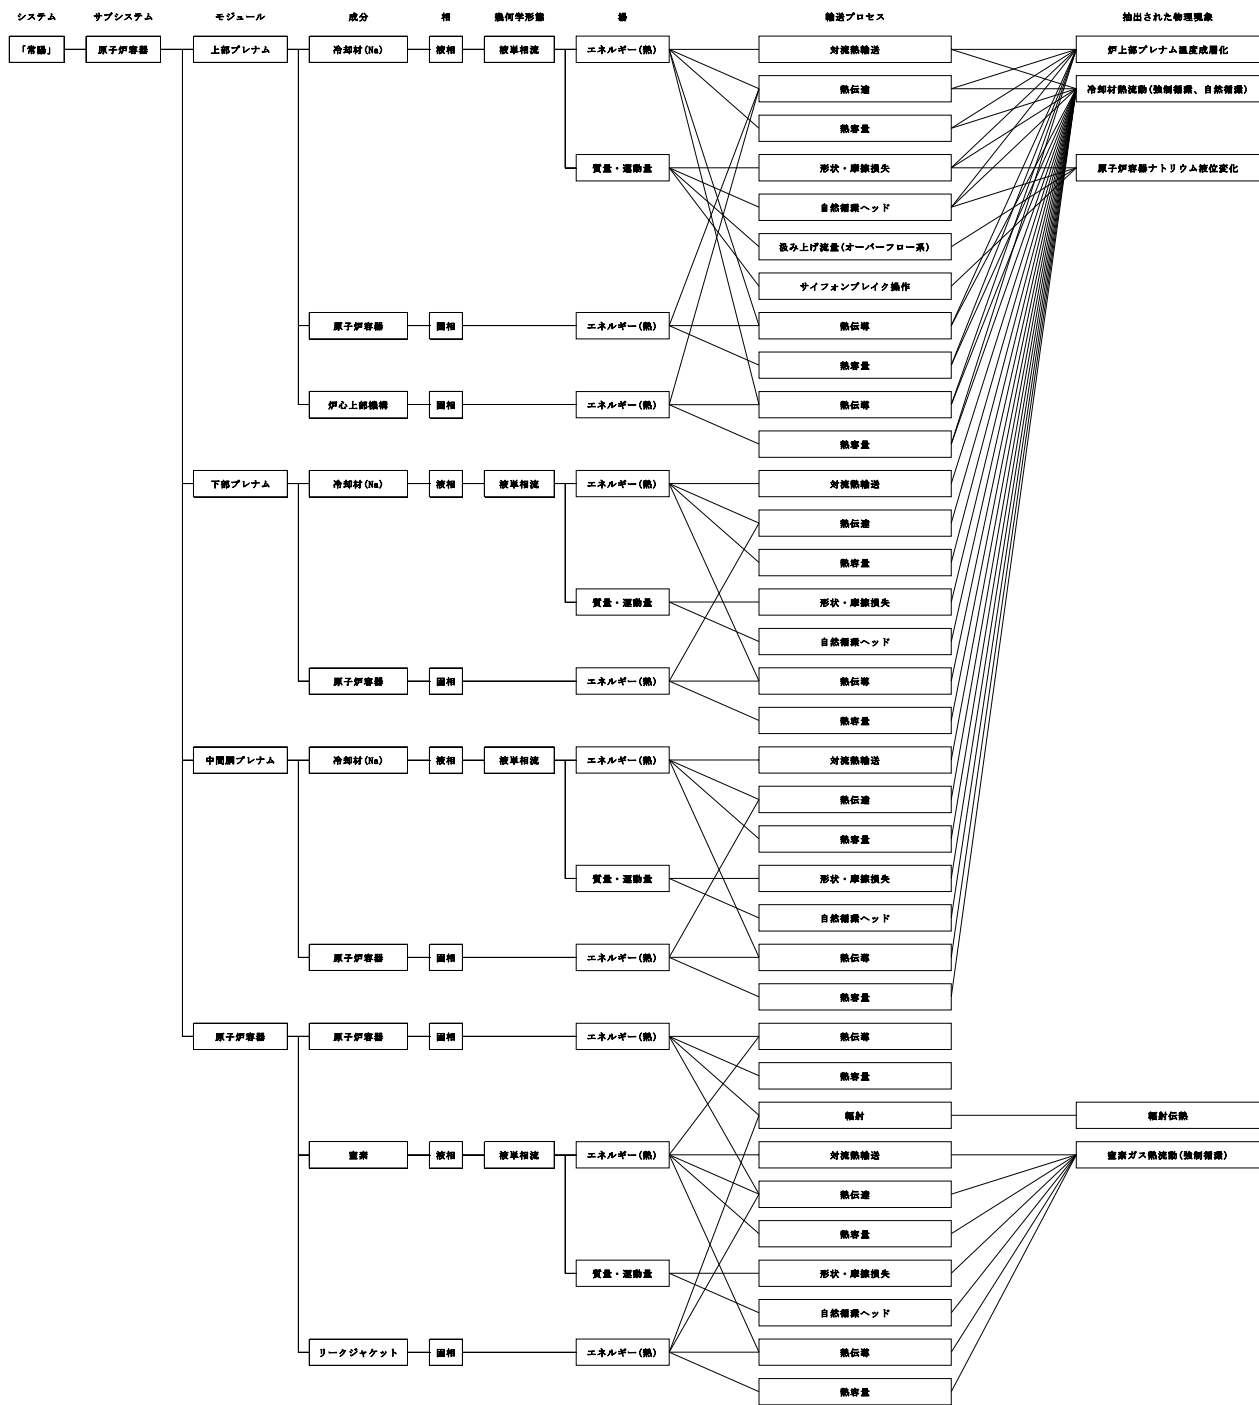 システム サブシステム モジュール 成分 相 幾何学形態 場 輸送プロセス 抽出された物理現象
「常陽」 原子炉容器 上部プレナム 冷却材(Na) 液相 液単相流 エネルギー(熱) 対流熱輸送 炉上部プレナム温度成層化
熱伝達 冷却材熱流動(強制循環、自然循環)
熱容量
質量・運動量 形状・摩擦損失 原子炉容器ナトリウム液位変化
自然循環ヘッド
汲み上げ流量(オーバーフロー系)
サイフォンブレイク操作
原子炉容器 固相 エネルギー(熱) 熱伝導
熱容量
炉心上部機構 固相 エネルギー(熱) 熱伝導
熱容量
下部プレナム 冷却材(Na) 液相 液単相流 エネルギー(熱) 対流熱輸送
熱伝達
熱容量
質量・運動量 形状・摩擦損失
自然循環ヘッド
原子炉容器 固相 エネルギー(熱) 熱伝導
熱容量
中間胴プレナム 冷却材(Na) 液相 液単相流 エネルギー(熱) 対流熱輸送
熱伝達
熱容量
質量・運動量 形状・摩擦損失
自然循環ヘッド
原子炉容器 固相 エネルギー(熱) 熱伝導
熱容量
原子炉容器 原子炉容器 固相 エネルギー(熱) 熱伝導
熱容量
輻射 輻射伝熱
窒素 液相 液単相流 エネルギー(熱) 対流熱輸送 窒素ガス熱流動(強制循環)
熱伝達
熱容量
質量・運動量 形状・摩擦損失
自然循環ヘッド
リークジャケット 固相 エネルギー(熱) 熱伝導
熱容量